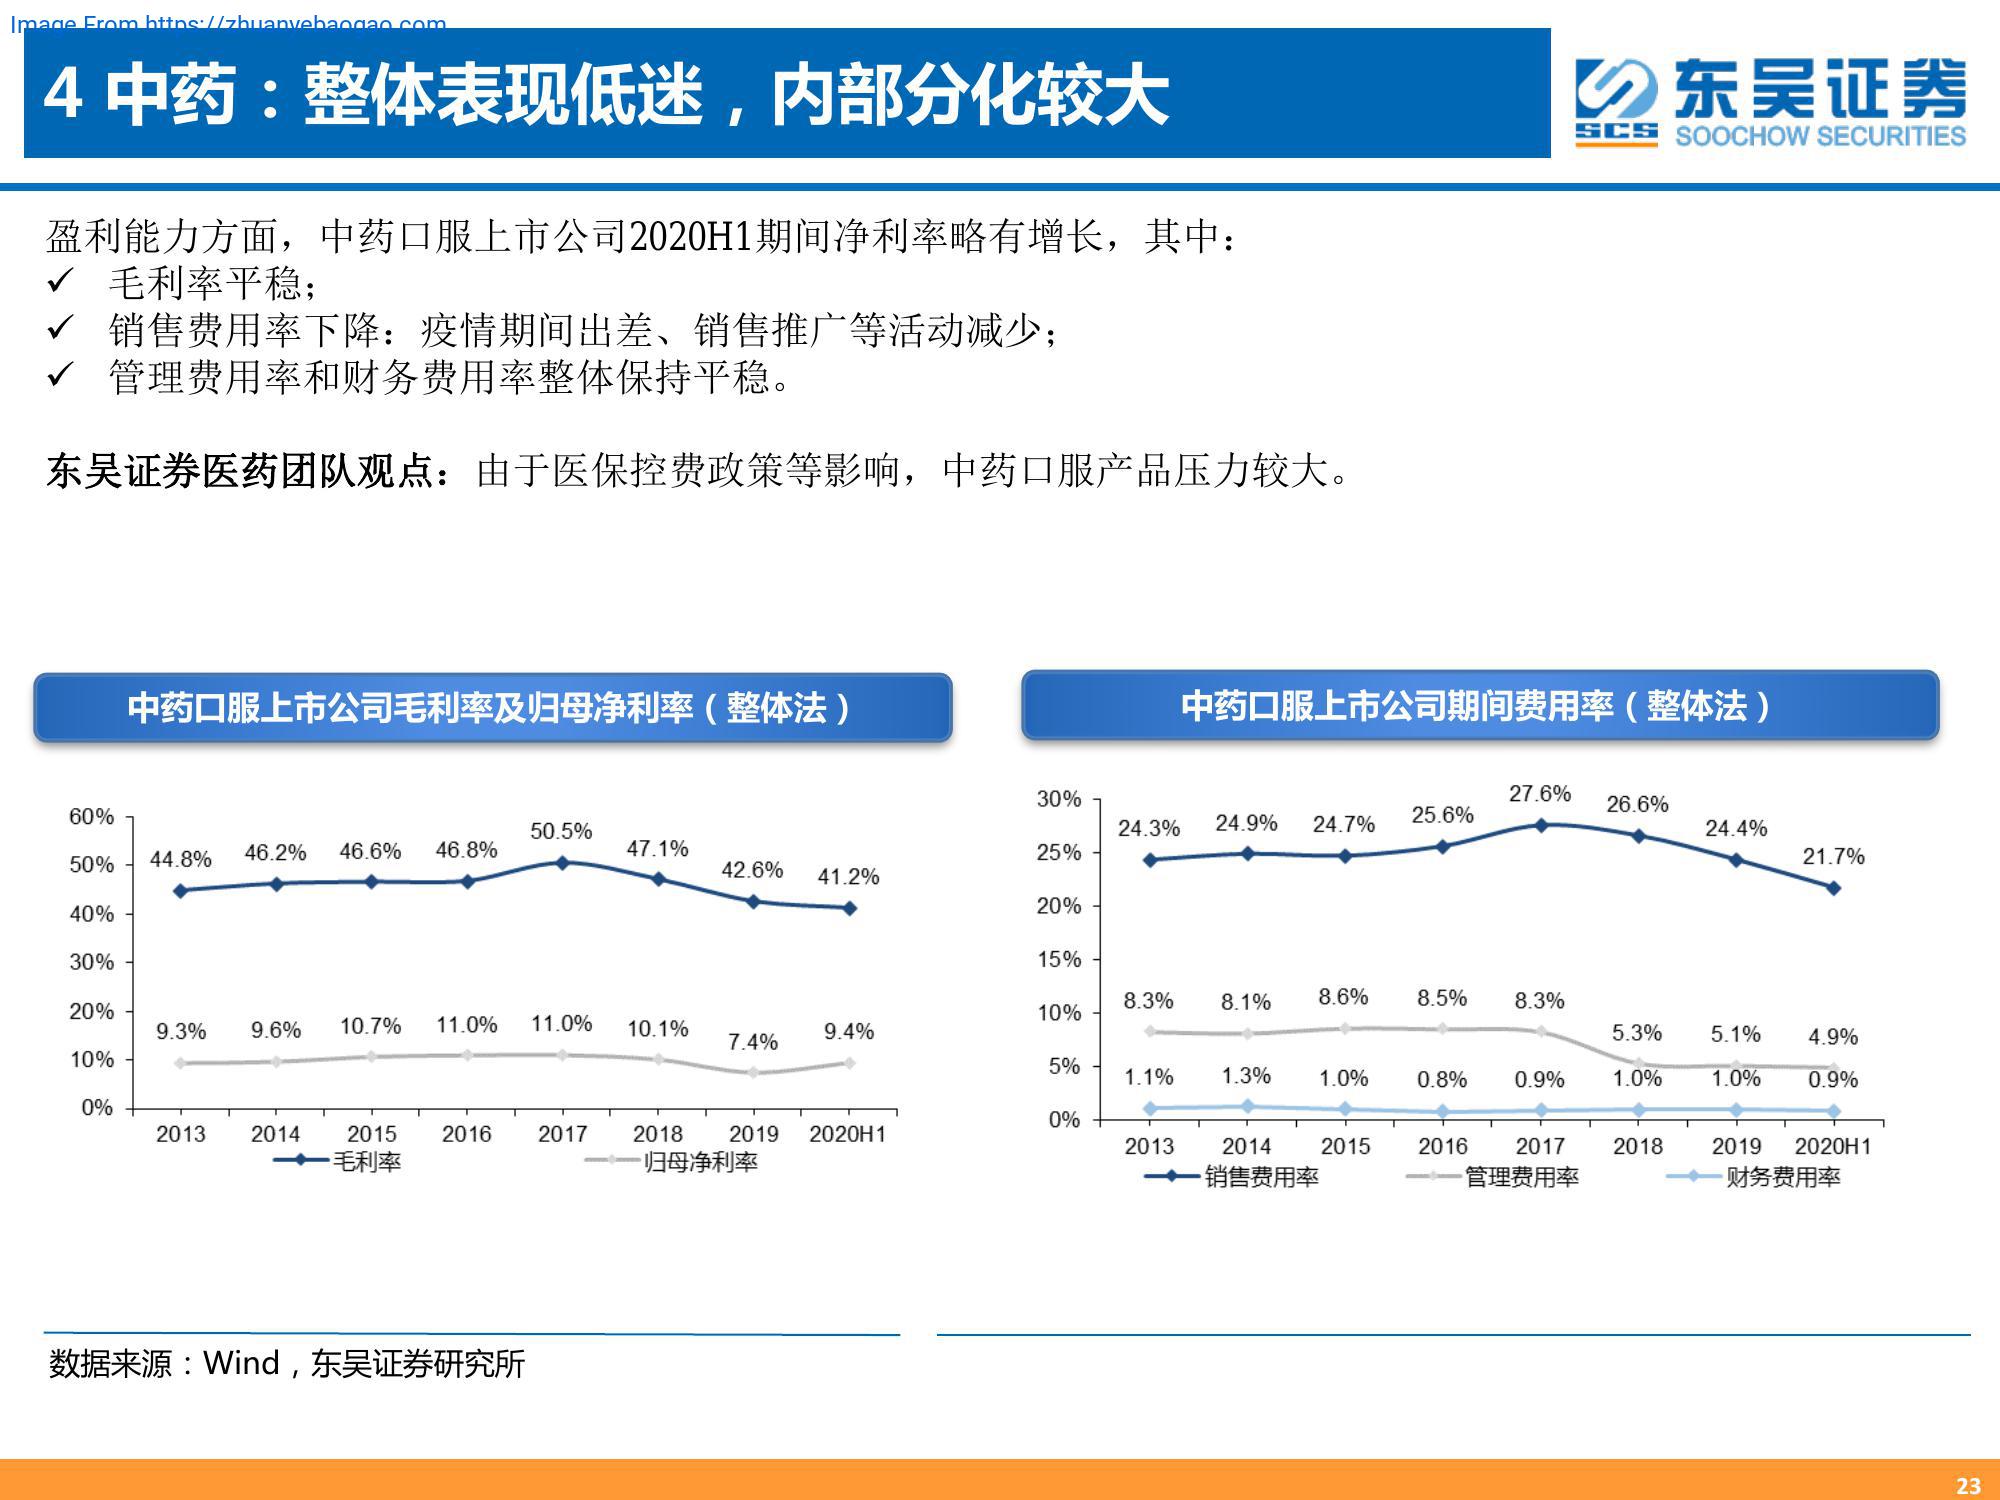 Image From https://zhuanyebaogao.com
4 中药：整体表现低迷，内部分化较大
东吴证券
SCS
SOOCHOW SECURITIES
盈利能力方面，中药口服上市公司2020H1期间净利率略有增长，其中：
✓ 毛利率平稳；
✓ 销售费用率下降：疫情期间出差、销售推广等活动减少；
✓ 管理费用率和财务费用率整体保持平稳。
东吴证券医药团队观点：由于医保控费政策等影响，中药口服产品压力较大。
中药口服上市公司毛利率及归母净利率（整体法）
60%
50%
40%
30%
20%
10%
0%
44.8% 46.2% 46.6% 46.8% 50.5% 47.1% 42.6% 41.2%
9.3% 9.6% 10.7% 11.0% 11.0% 10.1% 7.4% 9.4%
2013 2014 2015 2016 2017 2018 2019 2020H1
毛利率 归母净利率
中药口服上市公司期间费用率（整体法）
30%
25%
20%
15%
10%
5%
0%
24.3% 24.9% 24.7% 25.6% 27.6% 26.6% 24.4% 21.7%
8.3% 8.1% 8.6% 8.5% 8.3% 5.3% 5.1% 4.9%
1.1% 1.3% 1.0% 0.8% 0.9% 1.0% 1.0% 0.9%
2013 2014 2015 2016 2017 2018 2019 2020H1
销售费用率 管理费用率 财务费用率
数据来源：Wind，东吴证券研究所
23